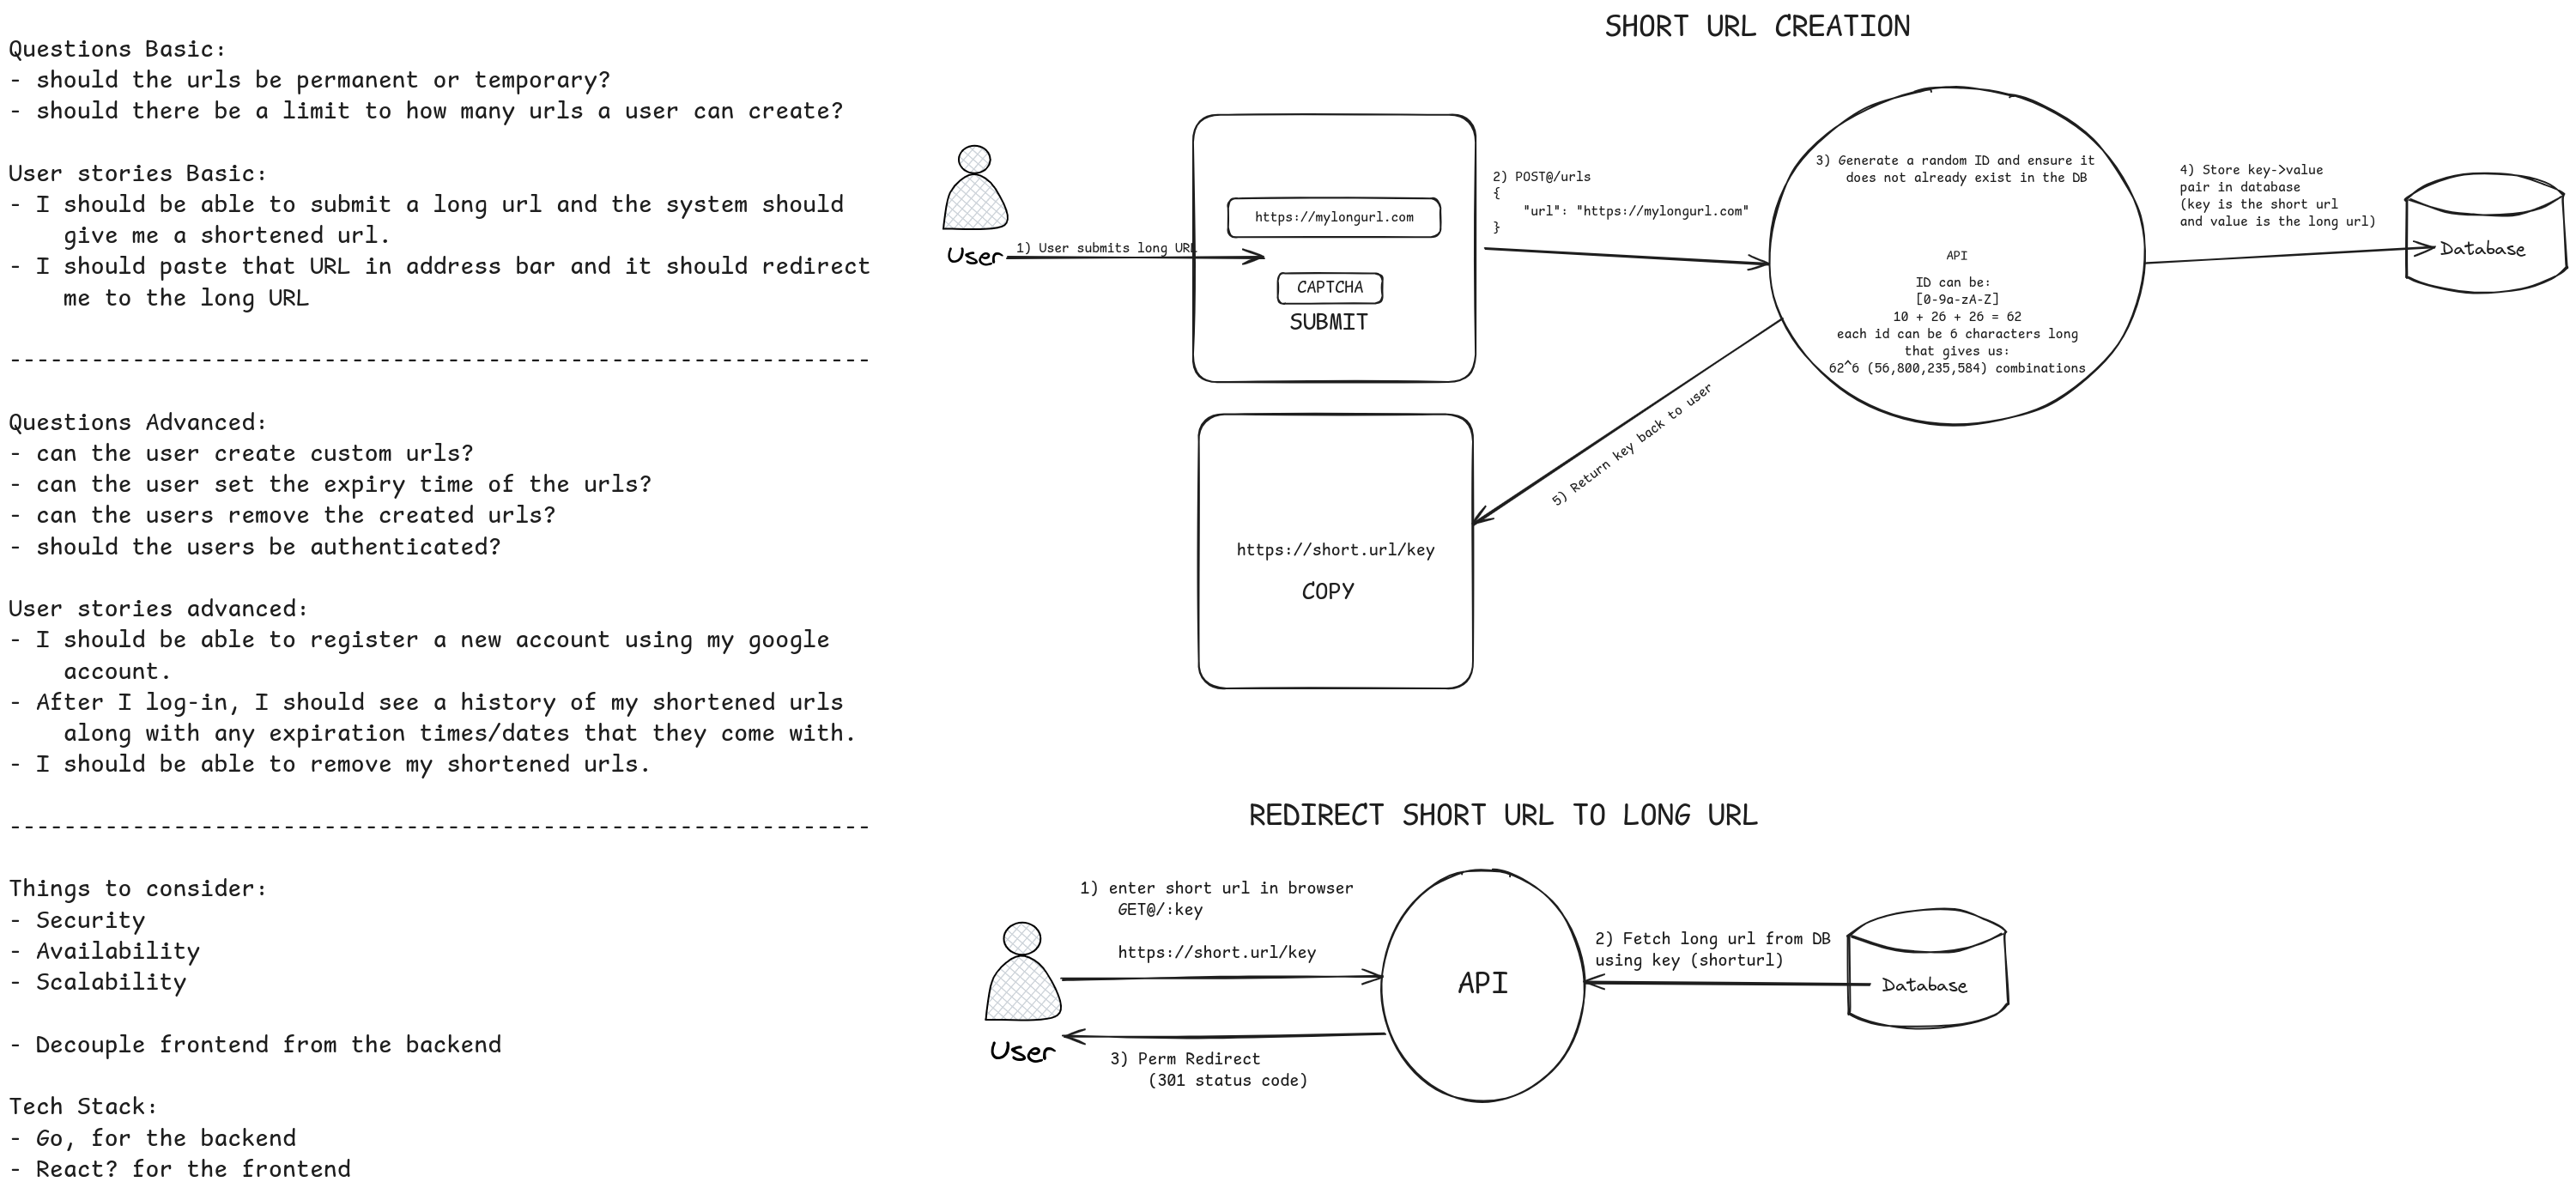 Questions Basic:
- should the urls be permanent or temporary?
- should there be a limit to how many urls a user can create?
User stories Basic:
- I should be able to submit a long url and the system should
give me a shortened url.
- I should paste that URL in address bar and it should redirect
me to the long URL
---------------------------------------------------------------
Questions Advanced:
- can the user create custom urls?
- can the user set the expiry time of the urls?
- can the users remove the created urls?
- should the users be authenticated?
User stories advanced:
- I should be able to register a new account using my google
account.
- After I log-in, I should see a history of my shortened urls
along with any expiration times/dates that they come with.
- I should be able to remove my shortened urls.
---------------------------------------------------------------
Things to consider:
- Security
- Availability
- Scalability
- Decouple frontend from the backend
Tech Stack:
- Go, for the backend
- React? for the frontend
SHORT URL CREATION
User
1) User submits long URL
https://mylongurl.com
CAPTCHA
SUBMIT
2) POST@/urls
{
"url": "https://mylongurl.com"
}
3) Generate a random ID and ensure it
does not already exist in the DB
API
ID can be:
[0-9a-zA-Z]
10 + 26 + 26 = 62
each id can be 6 characters long
that gives us:
62^6 (56,800,235,584) combinations
4) Store key->value
pair in database
(key is the short url
and value is the long url)
Database
5) Return key back to user
https://short.url/key
COPY
REDIRECT SHORT URL TO LONG URL
User
1) enter short url in browser
GET@/:key
https://short.url/key
API
2) Fetch long url from DB
using key (shorturl)
Database
3) Perm Redirect
(301 status code)